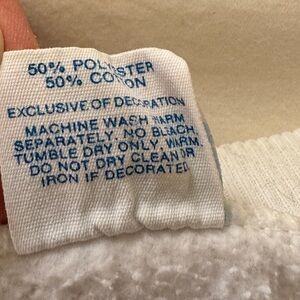 50% POLYESTER
50% COTTON
EXCLUSIVE OF DECORATION
MACHINE WASH WARM
SEPARATELY. NO BLEACH.
TUMBLE DRY ONLY, WARM.
DO NOT DRY CLEAN OR
IRON IF DECORATED